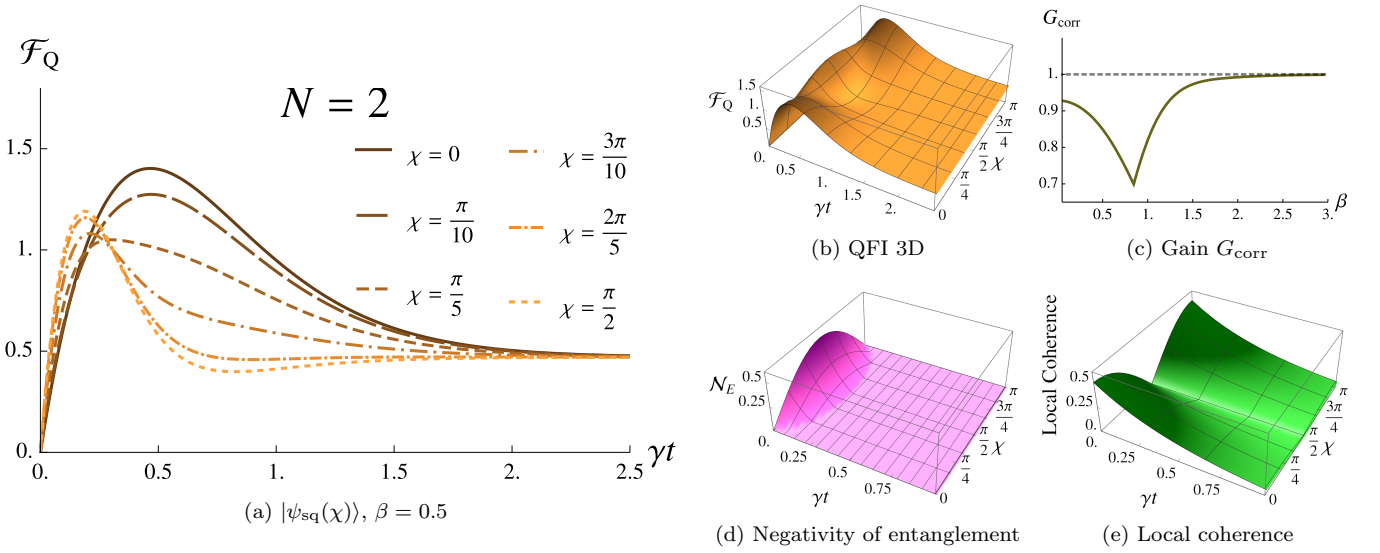 ℱ_Q
N = 2
1.5
1.
0.5
0.
0.
0.5
1.0
1.5
2.
2.5
γt
χ = 0
χ = π/10
χ = π/5
χ = 3π/10
χ = 2π/5
χ = π/2
(a) |ψ_sq(χ)⟩, β = 0.5
ℱ_Q
1.5
1.
0.5
0.
0.5
1.
1.5
2.
γt
0
π/4
π/2
3π/4
π
χ
(b) QFI 3D
G_corr
1.
0.9
0.8
0.7
0.5
1.
1.5
2.0
2.5
3.
β
(c) Gain G_corr
𝒩_E
0.5
0.25
0.
0.25
0.5
0.75
γt
0
π/4
π/2
3π/4
π
χ
(d) Negativity of entanglement
Local Coherence
0.5
0.25
0.
0.
0.25
0.5
0.75
γt
0
π/4
π/2
3π/4
π
χ
(e) Local coherence